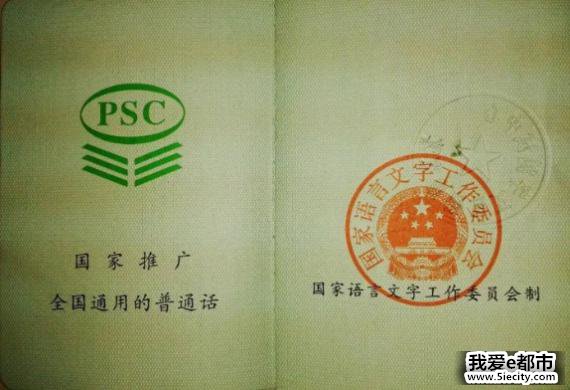 PSC
国家推广
全国通用的普通话
国家语言文字工作委员会
国家语言文字工作委员会制
我爱e都市
www.5iecity.com